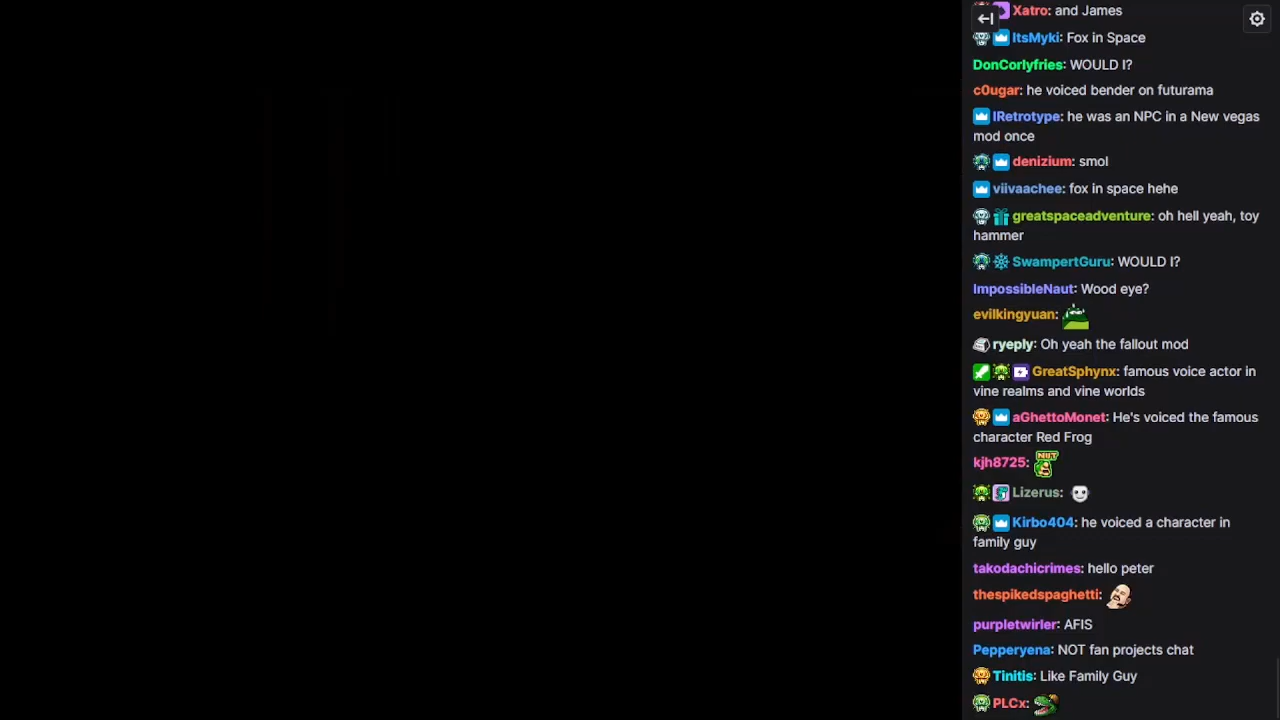 Xatro: and James
ItsMyki: Fox in Space
DonCorlyfries: WOULD I?
c0ugar: he voiced bender on futurama
IRetrotype: he was an NPC in a New vegas
mod once
denizium: smol
viivaachee: fox in space hehe
greatspaceadventure: oh hell yeah, toy
hammer
SwampertGuru: WOULD I?
ImpossibleNaut: Wood eye?
evilkingyuan:
ryeply: Oh yeah the fallout mod
GreatSphynx: famous voice actor in
vine realms and vine worlds
aGhettoMonet: He's voiced the famous
character Red Frog
kjh8725: NUT
Lizerus:
Kirbo404: he voiced a character in
family guy
takodachicrimes: hello peter
thespikedspaghetti:
purpletwirler: AFIS
Pepperyena: NOT fan projects chat
Tinitis: Like Family Guy
PLCx: